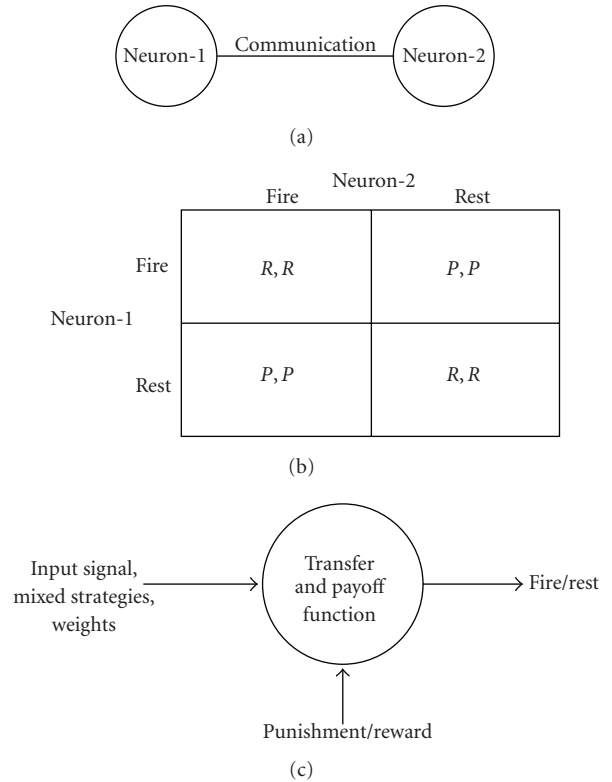 Neuron-1
Communication
Neuron-2
(a)
Neuron-2
Fire
Rest
Fire
R, R
P, P
Neuron-1
Rest
P, P
R, R
(b)
Input signal,
mixed strategies,
weights
Transfer
and payoff
function
Fire/rest
Punishment/reward
(c)